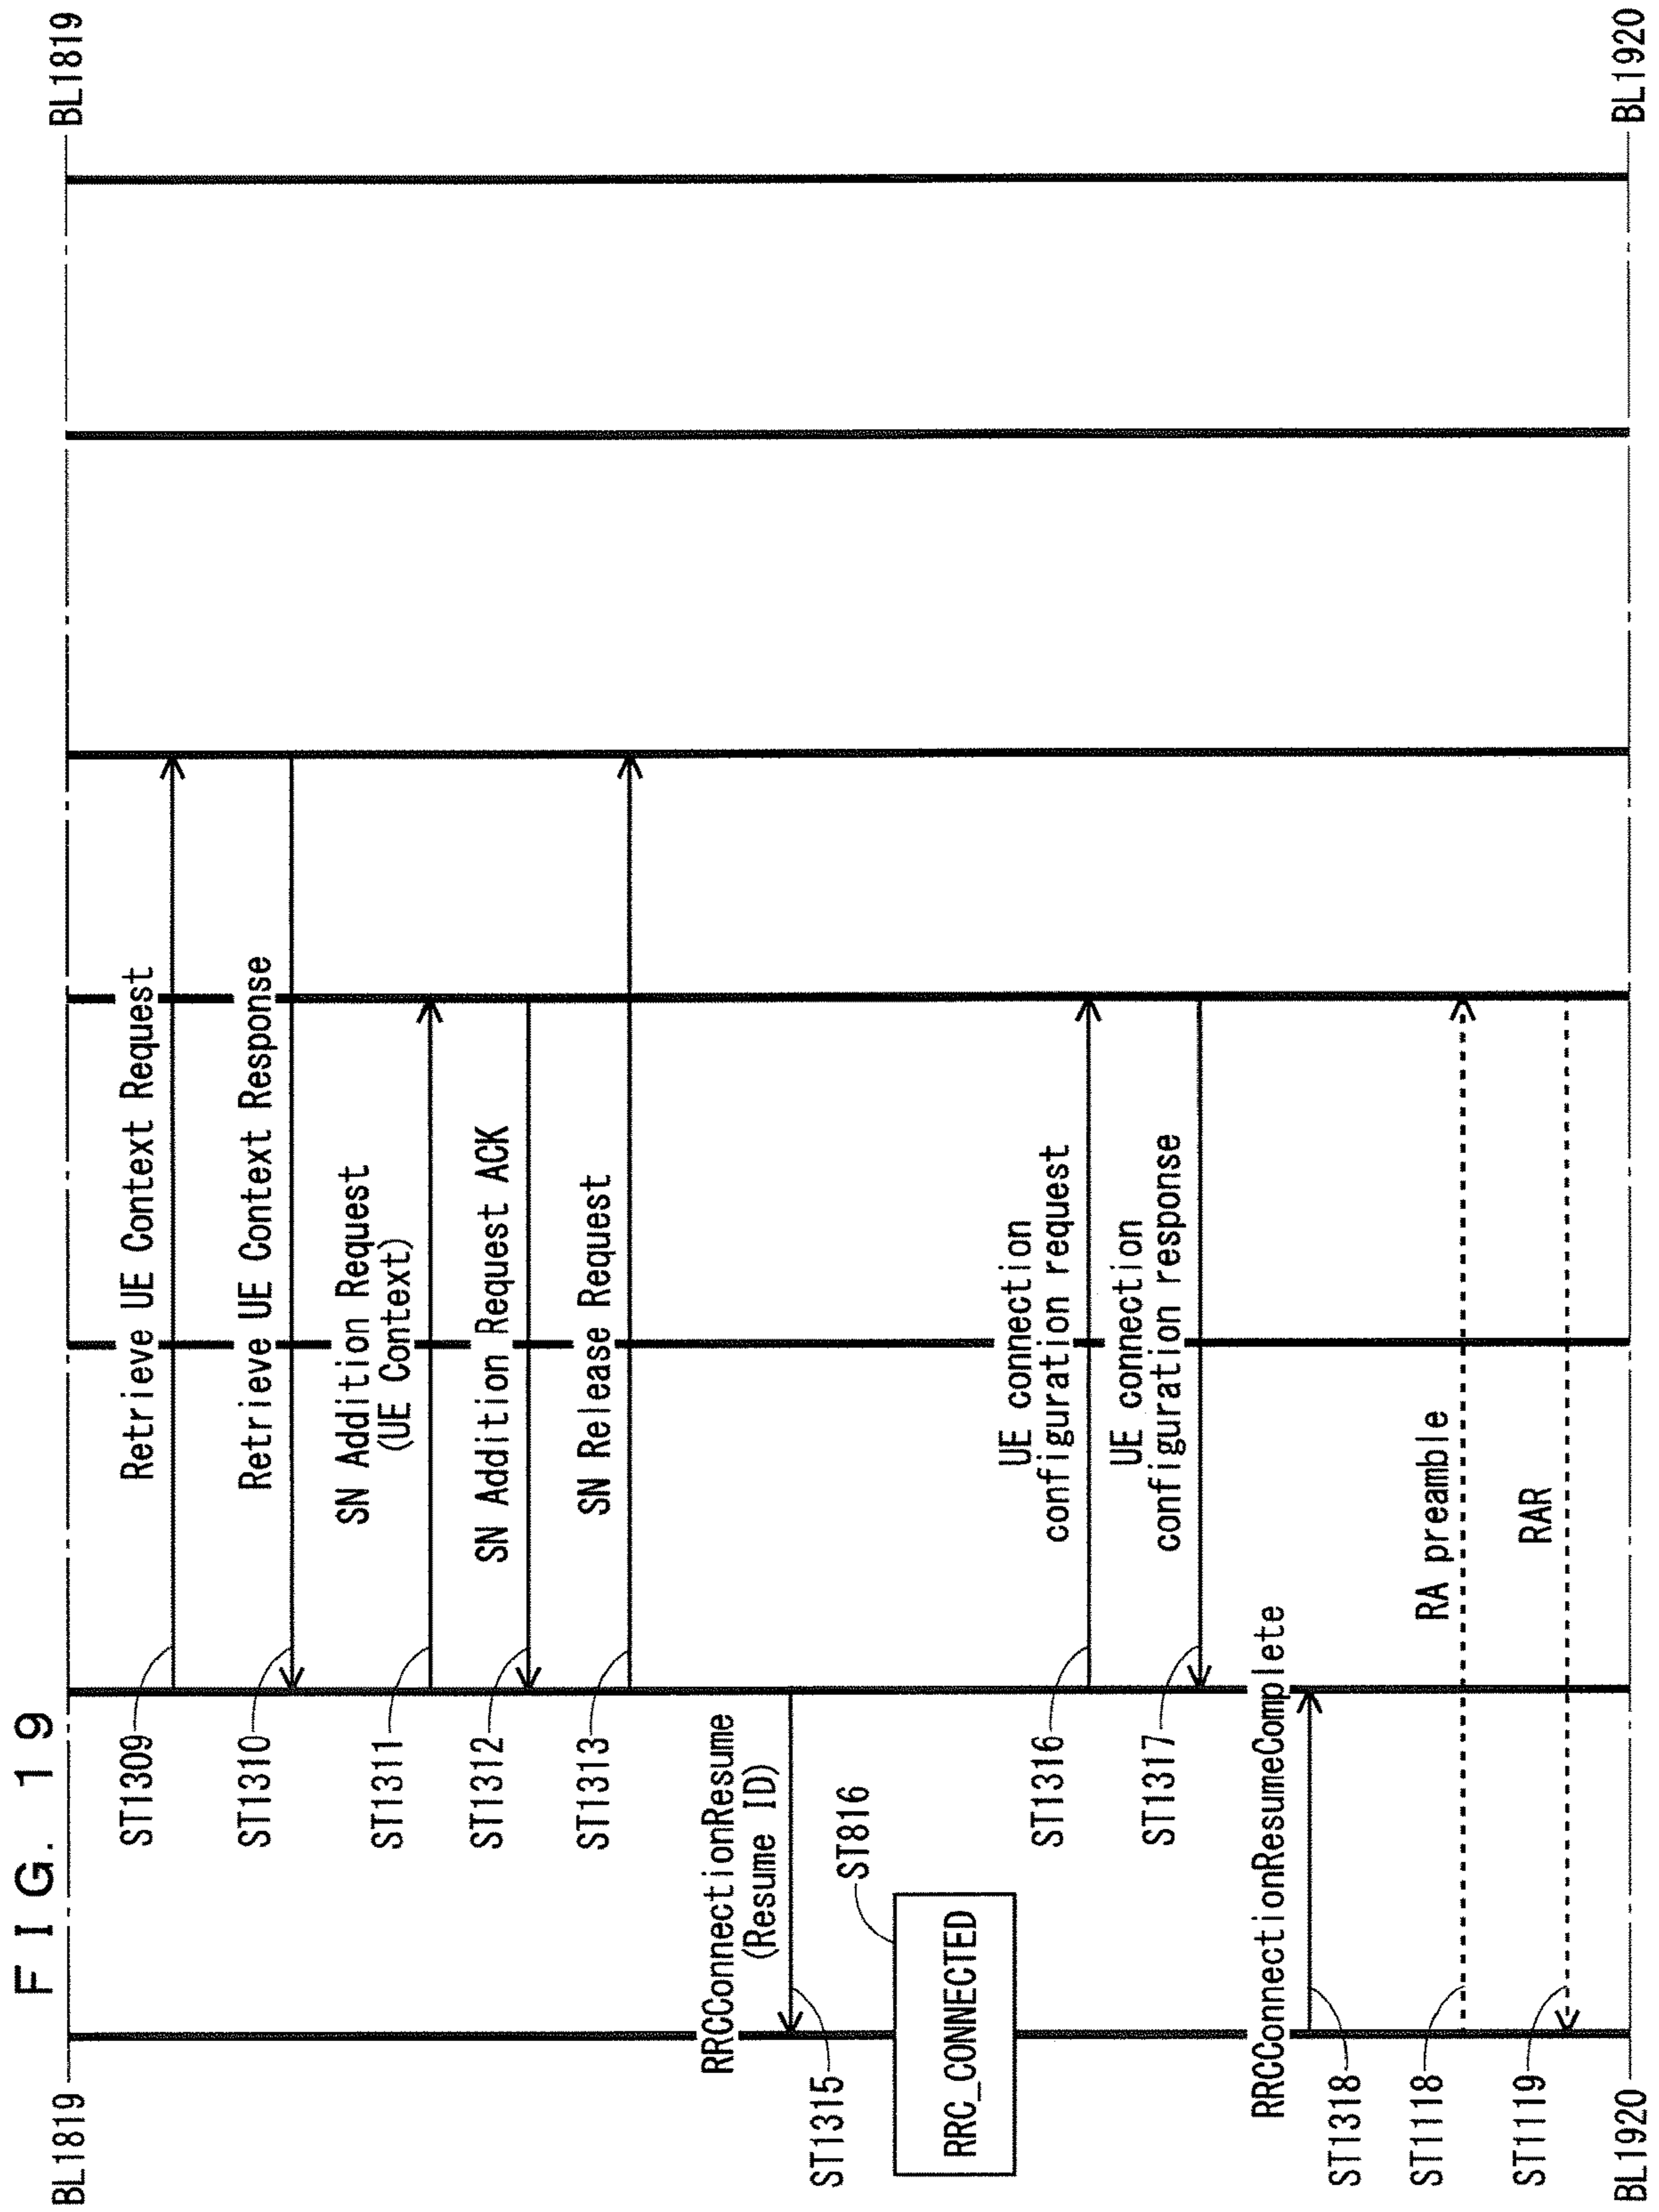 FIG. 19
BL1819
BL1819
ST1309
Retrieve UE Context Request
ST1310
Retrieve UE Context Response
ST1311
SN Addition Request
(UE Context)
ST1312
SN Addition Request ACK
ST1313
SN Release Request
RRCConnectionResume
(Resume ID)
ST1315
ST816
RRC_CONNECTED
ST1316
UE connection
configuration request
ST1317
UE connection
configuration response
RRCConnectionResumeComplete
ST1318
ST1118
RA preamble
ST1119
RAR
BL1920
BL1920